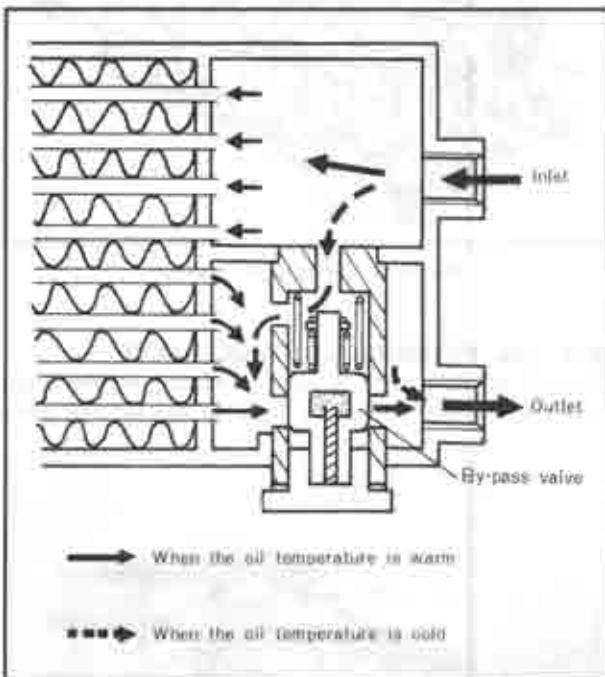 Inlet
Outlet
By-pass valve
When the oil temperature is warm
When the oil temperature is cold